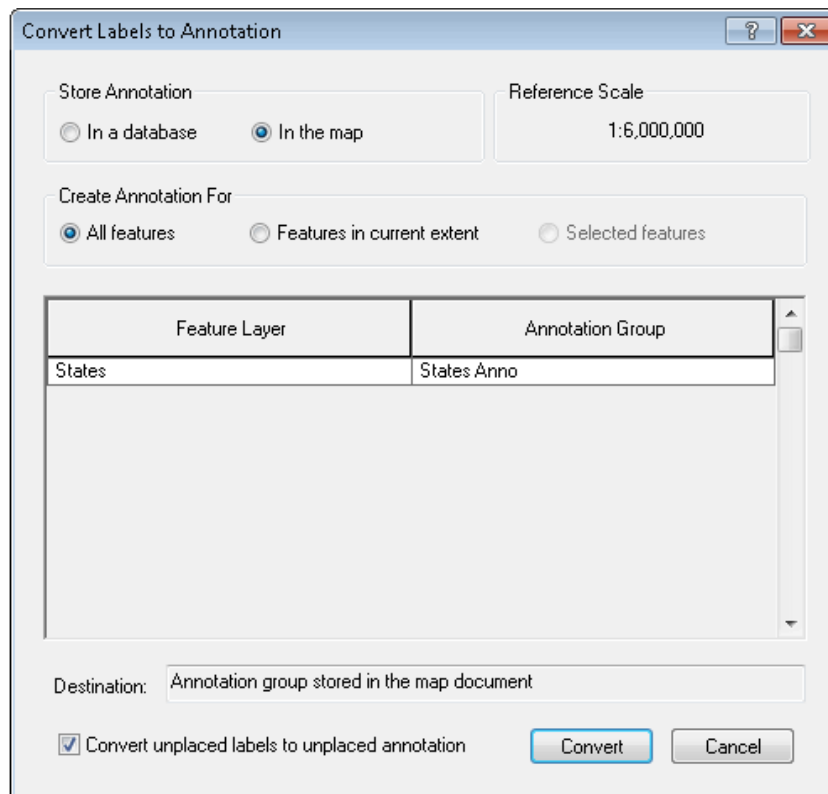 Convert Labels to Annotation
Store Annotation
In a database
In the map
Reference Scale
1:6,000,000
Create Annotation For
All features
Features in current extent
Selected features
Feature Layer
Annotation Group
States
States Anno
Destination:
Annotation group stored in the map document
Convert unplaced labels to unplaced annotation
Convert
Cancel